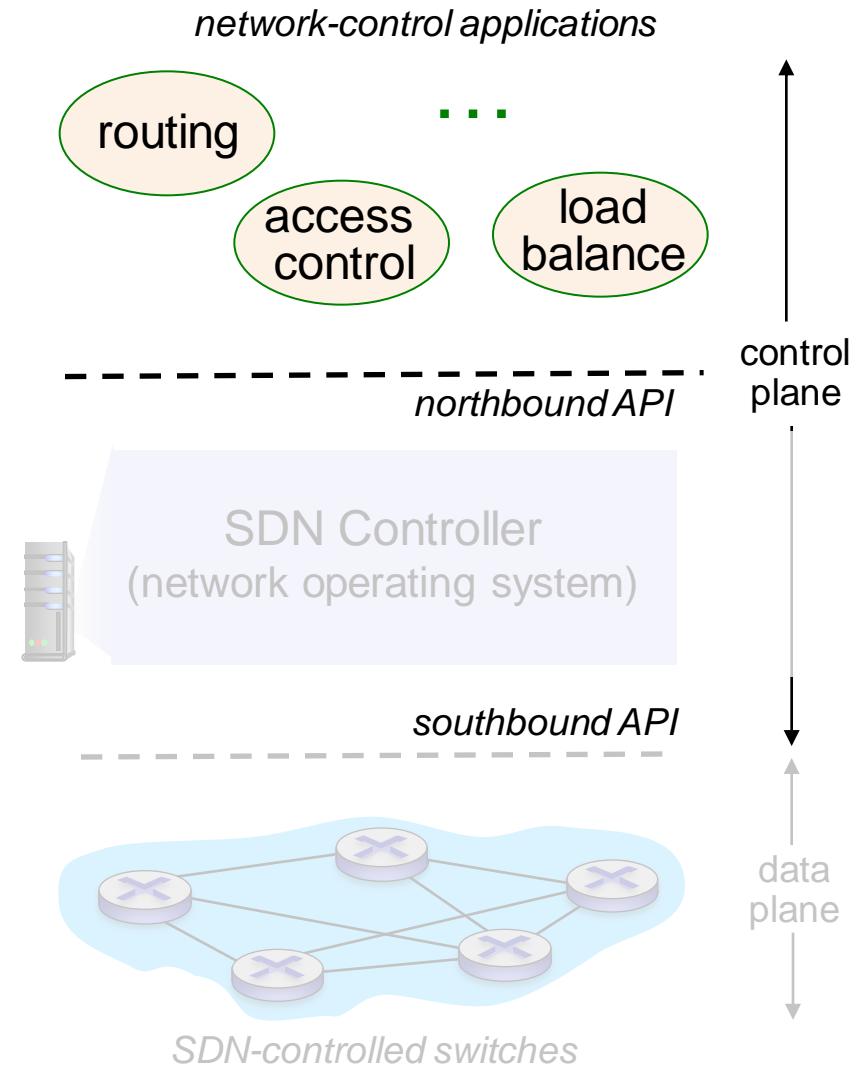 network-control applications
routing
...
access
control
load
balance
control
plane
northbound API
SDN Controller
(network operating system)
southbound API
data
plane
SDN-controlled switches